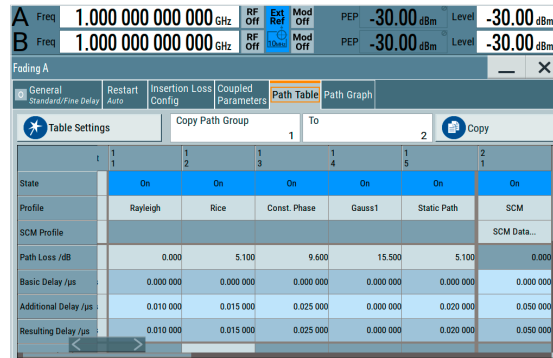 A Freq 1.000 000 000 000 GHz RF Off Ext Ref Mod Off PEP -30.00 dBm Level -30.00 dBm
B Freq 1.000 000 000 000 GHz RF Off 10MHz Mod Off PEP -30.00 dBm Level -30.00 dBm
Fading A
General Standard/Fine Delay Restart Auto Insertion Loss Config Coupled Parameters Path Table Path Graph
Table Settings Copy Path Group 1 To 2 Copy
1 1 1 1 1 2
1 2 3 4 5 1
State On On On On On On
Profile Rayleigh Rice Const. Phase Gauss1 Static Path SCM
SCM Profile SCM Data...
Path Loss /dB 0.000 5.100 9.600 15.500 5.100 0.000
Basic Delay /µs 0.000 000 0.000 000 0.000 000 0.000 000 0.000 000 0.000 000
Additional Delay /µs 0.010 000 0.015 000 0.025 000 0.000 000 0.020 000 0.050 000
Resulting Delay /µs 0.010 000 0.015 000 0.025 000 0.000 000 0.020 000 0.050 000